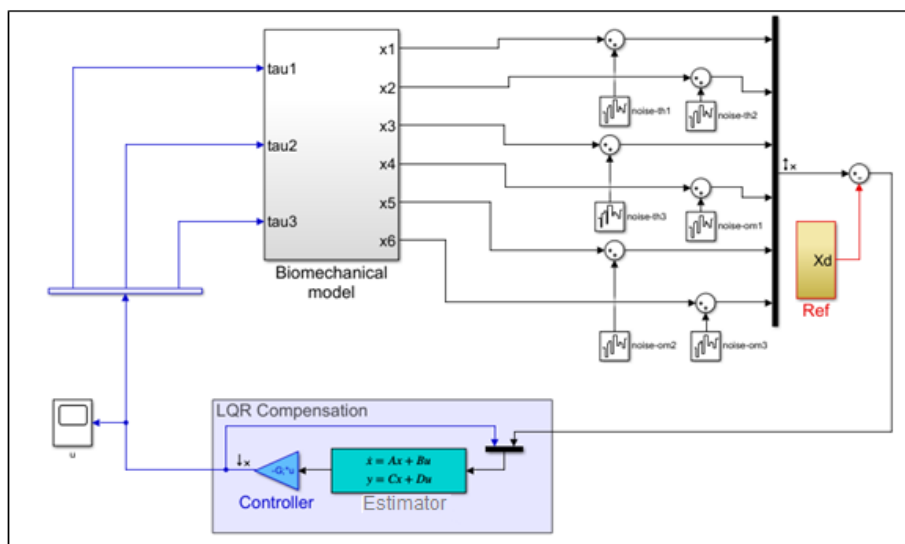 x1
tau1
x2
noise-th1
noise-th2
x3
tau2
x4
x
noise-th3
noise-om1
x5
tau3
x6
Xd
Biomechanical
model
Ref
noise-om2
noise-om3
LQR Compensation
u
x
-G;*u
ẋ = Ax + Bu
y = Cx + Du
Controller
Estimator